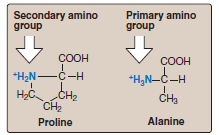 Secondary amino group
Primary amino group
COOH
+H₂N—C—H
H₂C CH₂
CH₂
Proline
COOH
+H₃N–C–H
CH₃
Alanine